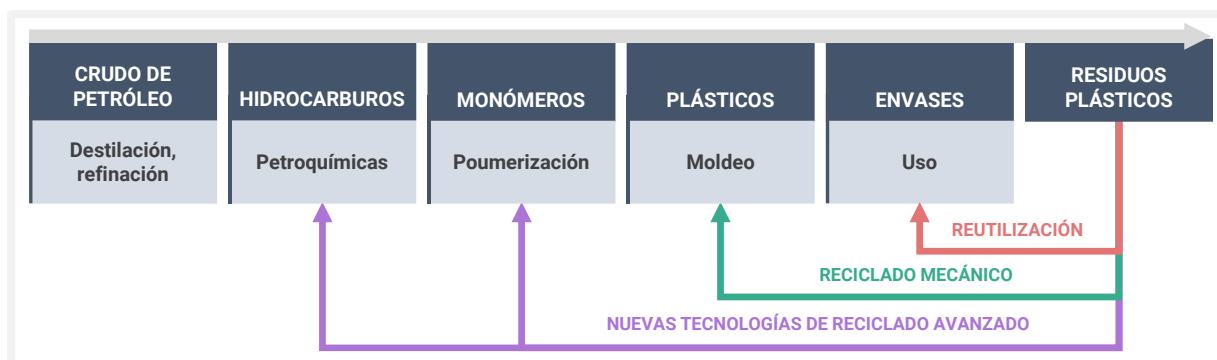 CRUDO DE
PETRÓLEO
HIDROCARBUROS
MONÓMEROS
PLÁSTICOS
ENVASES
RESIDUOS
PLÁSTICOS
Destilación,
refinación
Petroquímicas
Poumerización
Moldeo
Uso
REUTILIZACIÓN
RECICLADO MECÁNICO
NUEVAS TECNOLOGÍAS DE RECICLADO AVANZADO